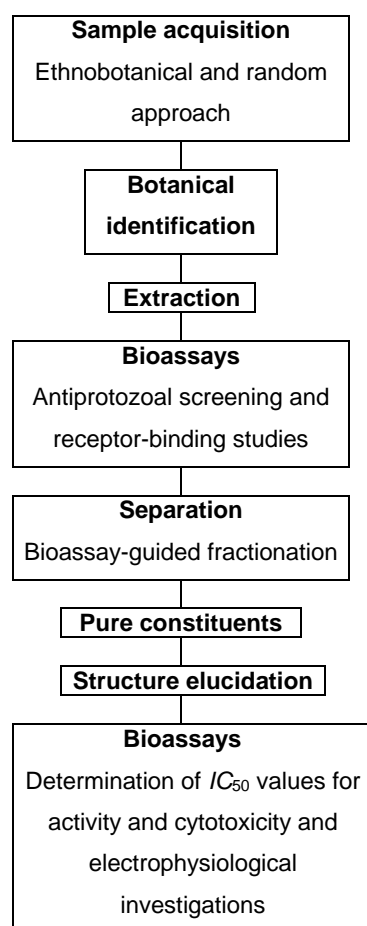 Sample acquisition
Ethnobotanical and random
approach
Botanical
identification
Extraction
Bioassays
Antiprotozoal screening and
receptor-binding studies
Separation
Bioassay-guided fractionation
Pure constituents
Structure elucidation
Bioassays
Determination of IC50 values for
activity and cytotoxicity and
electrophysiological
investigations